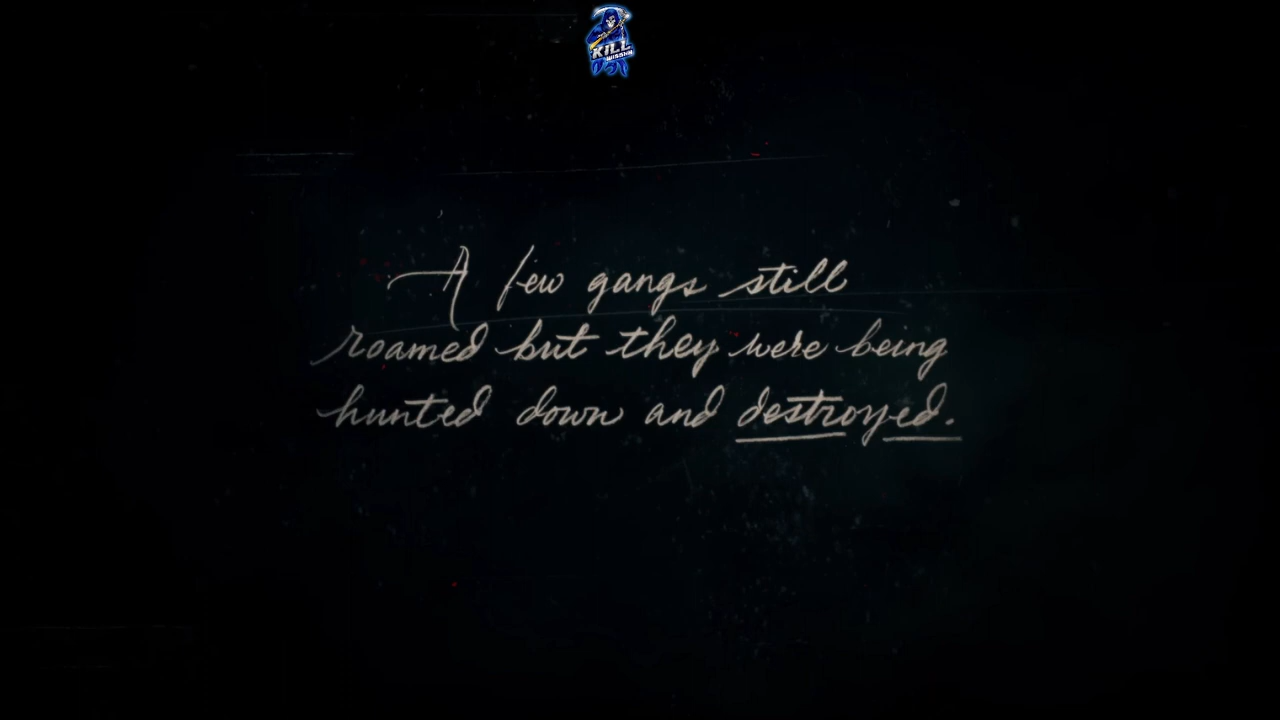 KILL
A few gangs still
roamed but they were being
hunted down and destroyed.